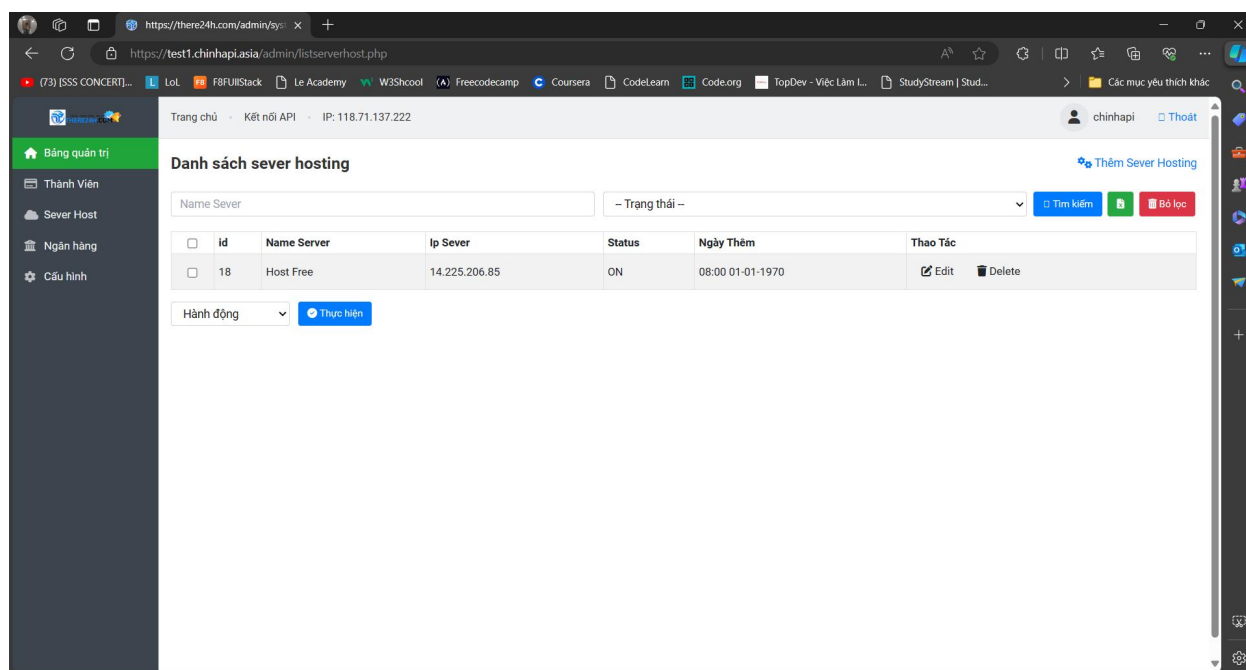 https://there24h.com/admin/sys
https://test1.chinhapi.asia/admin/listserverhost.php
(73) [SSS CONCERT]... LoL F8FUllStack Le Academy W3Shcool Freecodecamp Coursera CodeLearn Code.org TopDev - Việc Làm I... StudyStream | Stud... Các mục yêu thích khác
Trang chủ Kết nối API IP: 118.71.137.222 chinhapi Thoát
Bảng quản trị
Thành Viên
Sever Host
Ngân hàng
Cấu hình
Danh sách sever hosting Thêm Sever Hosting
Name Sever -- Trạng thái -- Tìm kiếm Bỏ lọc
id Name Server Ip Sever Status Ngày Thêm Thao Tác
18 Host Free 14.225.206.85 ON 08:00 01-01-1970 Edit Delete
Hành động Thực hiện